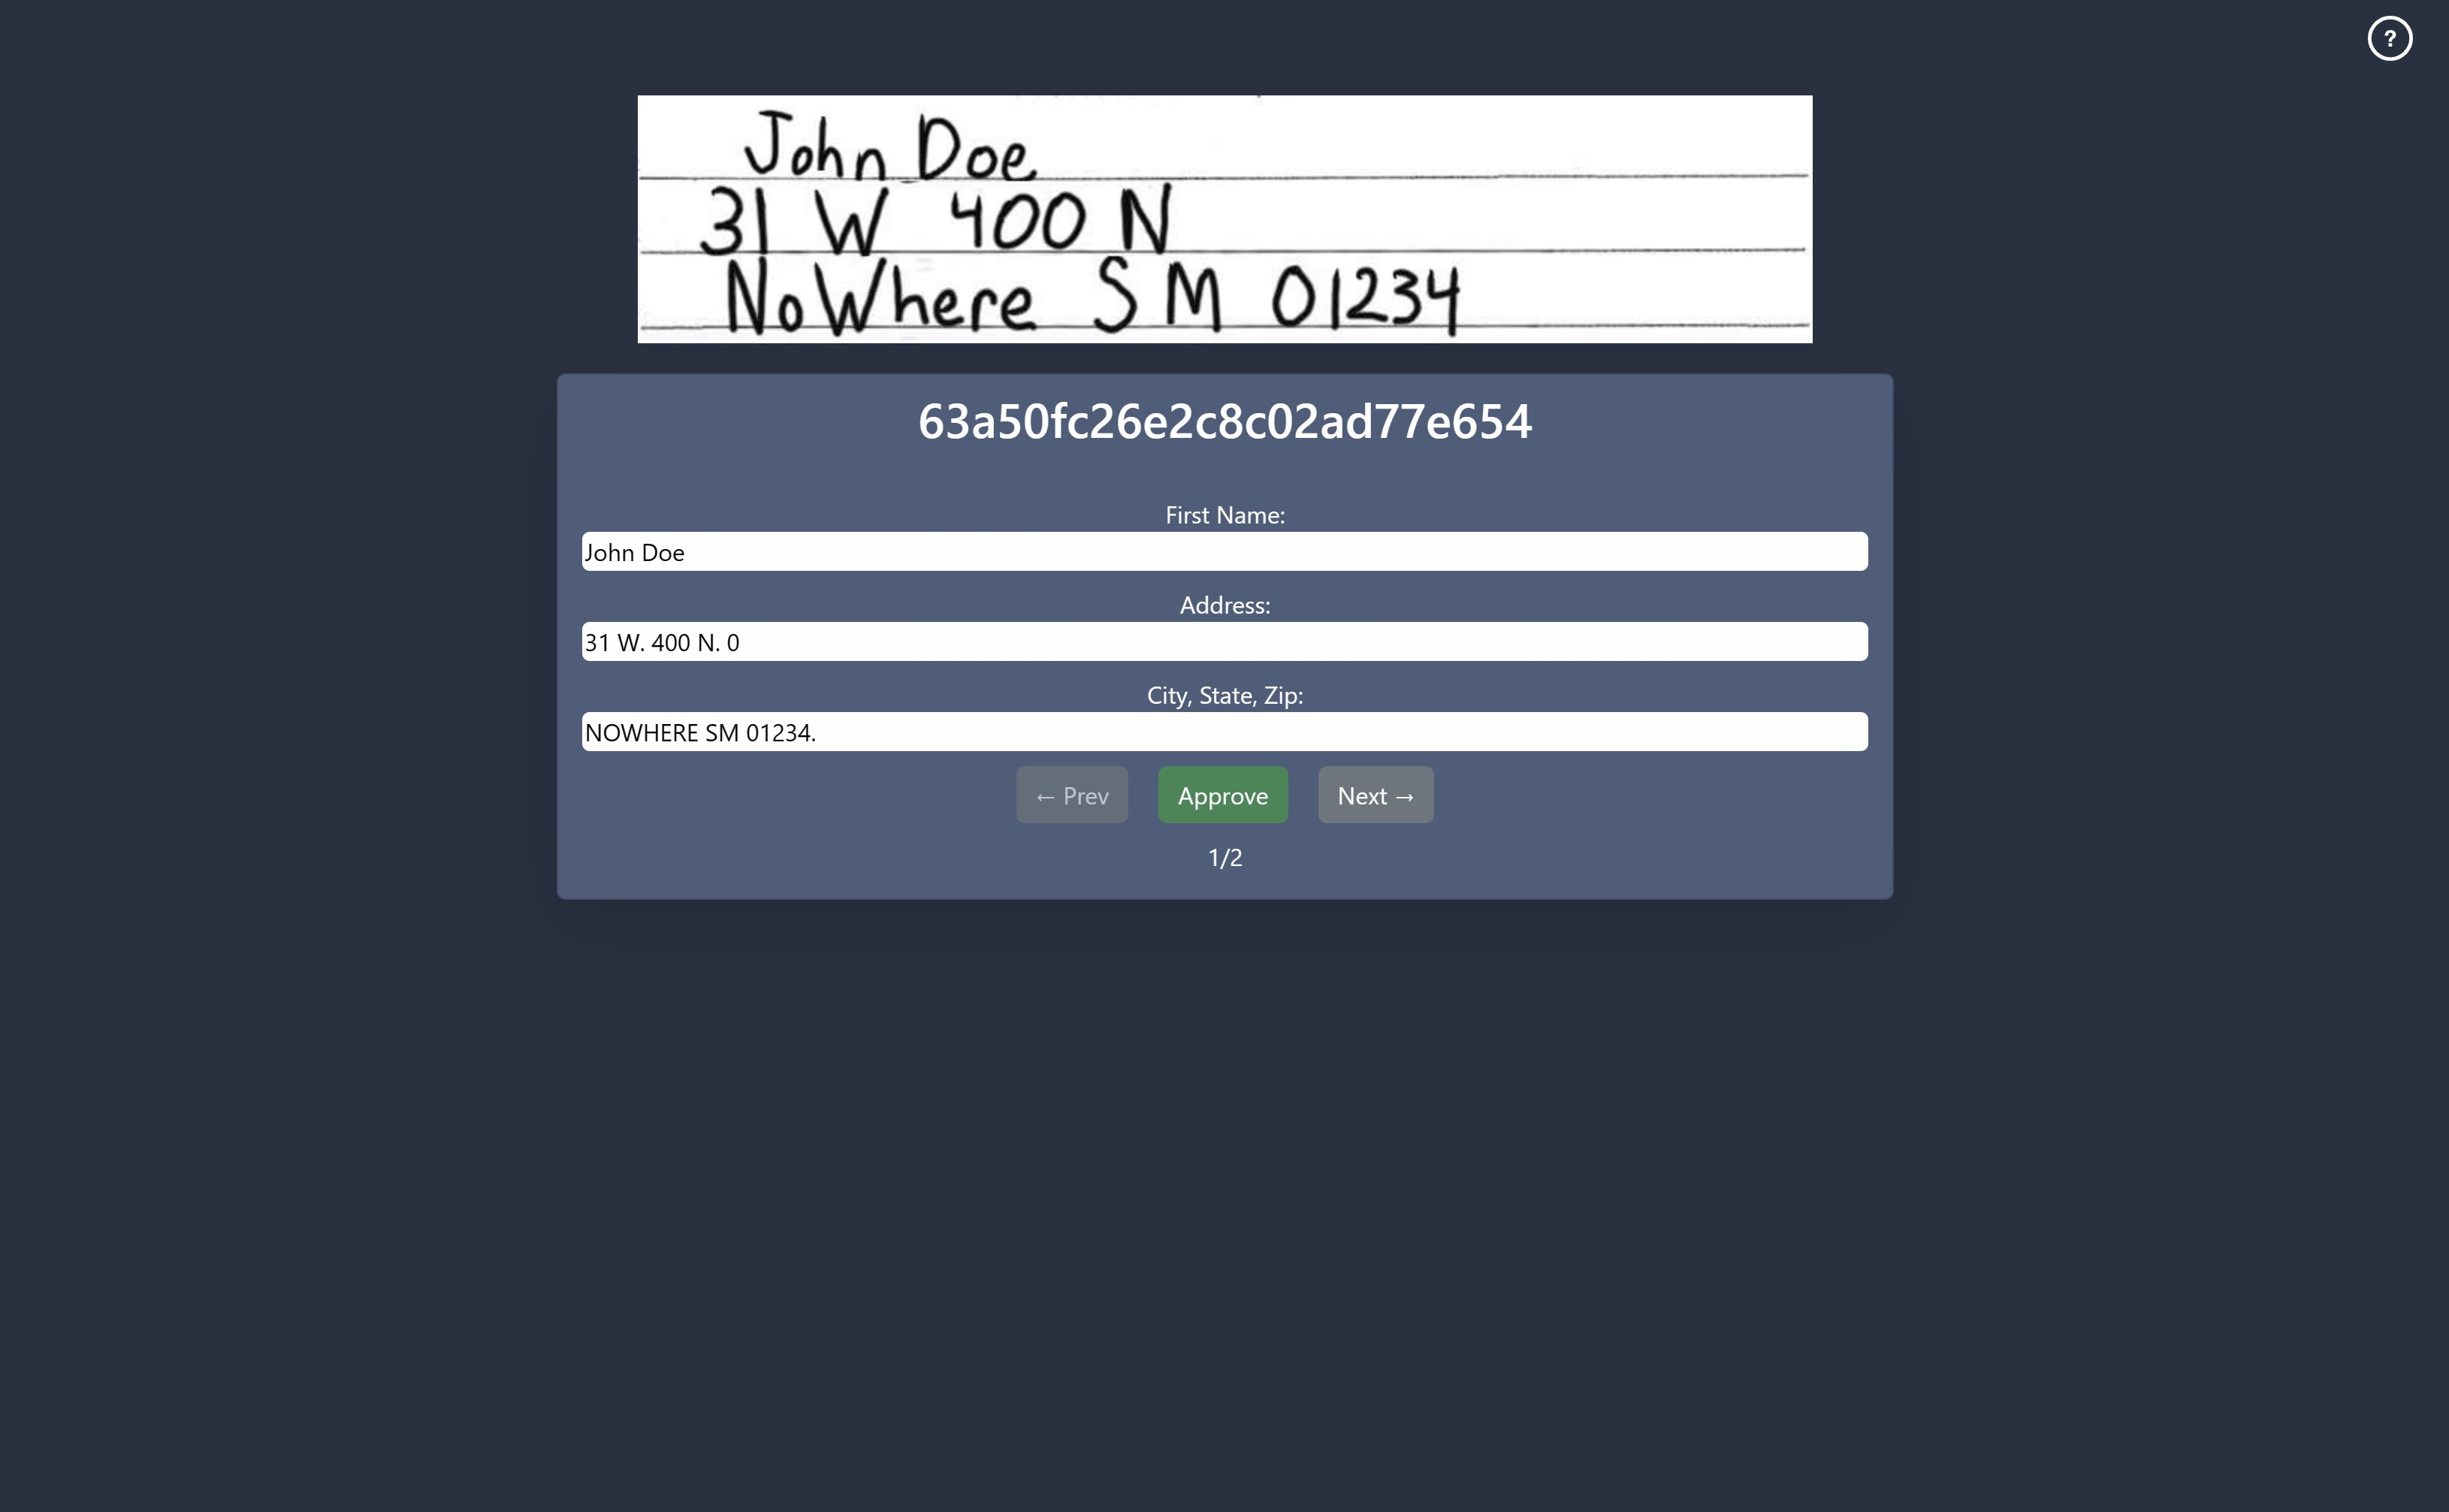 ?
John Doe
31 W 400 N
NoWhere SM 01234
63a50fc26e2c8c02ad77e654
First Name:
John Doe
Address:
31 W. 400 N. 0
City, State, Zip:
NOWHERE SM 01234.
← Prev Approve Next →
1/2